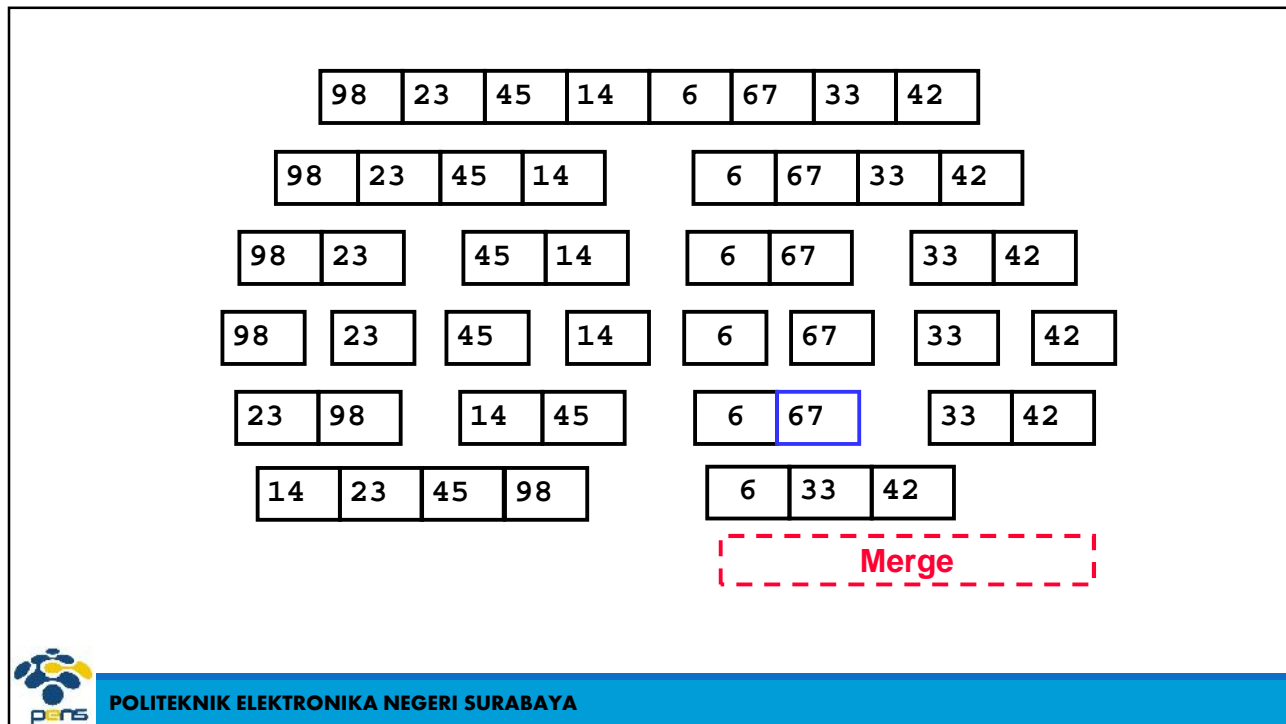 98 23 45 14 6 67 33 42
98 23 45 14 6 67 33 42
98 23 45 14 6 67 33 42
98 23 45 14 6 67 33 42
23 98 14 45 6 67 33 42
14 23 45 98 6 33 42
Merge
pens
POLITEKNIK ELEKTRONIKA NEGERI SURABAYA